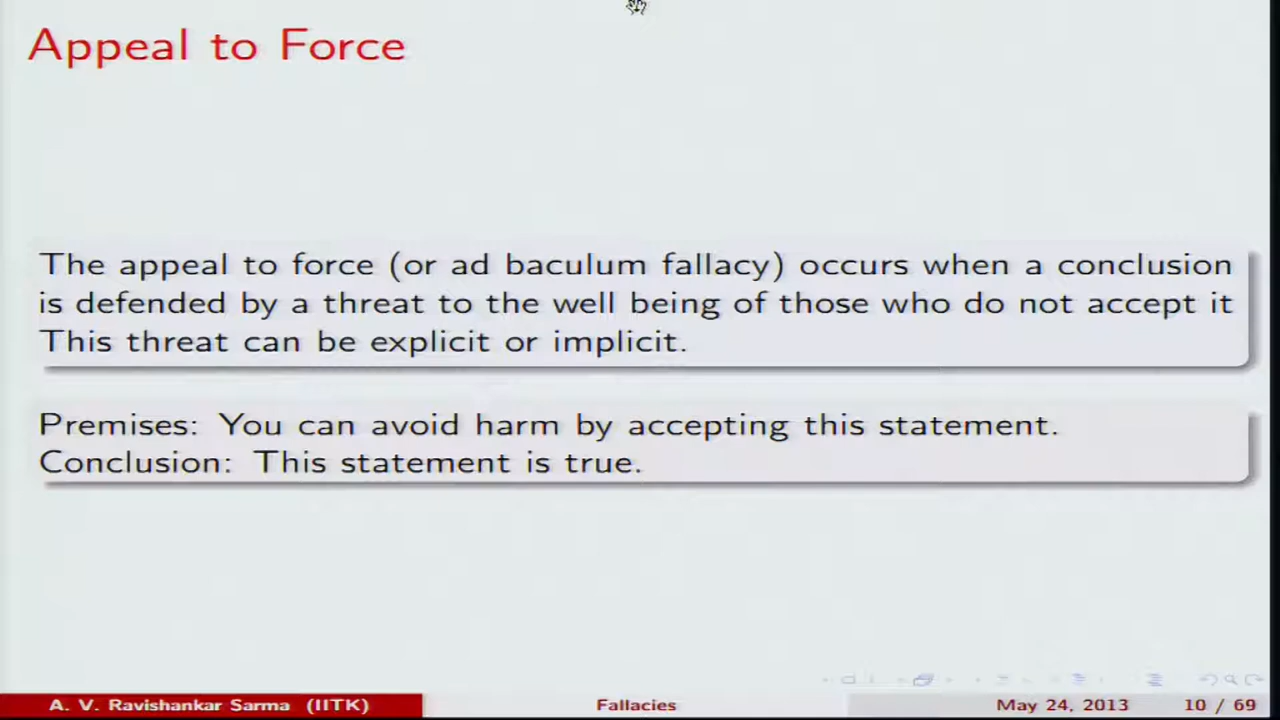 Appeal to Force
The appeal to force (or ad baculum fallacy) occurs when a conclusion
is defended by a threat to the well being of those who do not accept it
This threat can be explicit or implicit.
Premises: You can avoid harm by accepting this statement.
Conclusion: This statement is true.
A. V. Ravishankar Sarma (IITK) Fallacies May 24, 2013 10 / 69